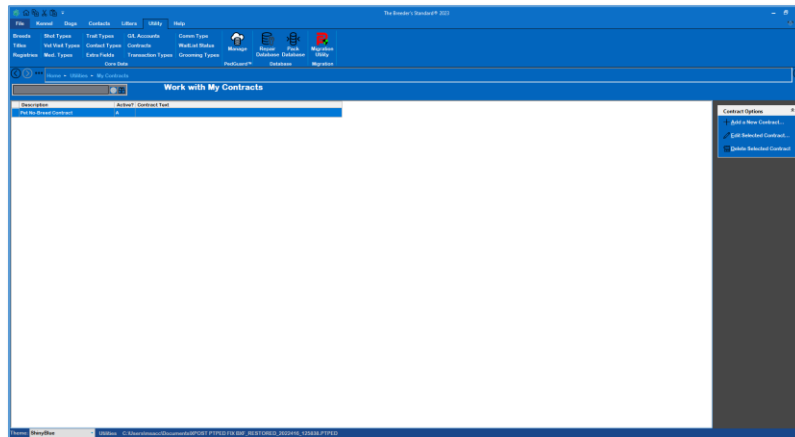 The Breeder's Standard® 2023
File Kennel Dogs Contacts Litters Utility Help
Breeds Shot Types Trait Types G/L Accounts Comm Type
Titles Vet Visit Types Contact Types Contracts WaitList Status
Registries Med. Types Extra Fields Transaction Types Grooming Types
Manage Repair Database Pack Database Migration Utility
Core Data PedGuard™ Database Migration
Home • Utilities • My Contracts
Work with My Contracts
Description Active? Contract Text
Pet No Breed Contract A
Contract Options
Add a New Contract...
Edit Selected Contract...
Delete Selected Contract
Theme: ShinyBlue Utilities